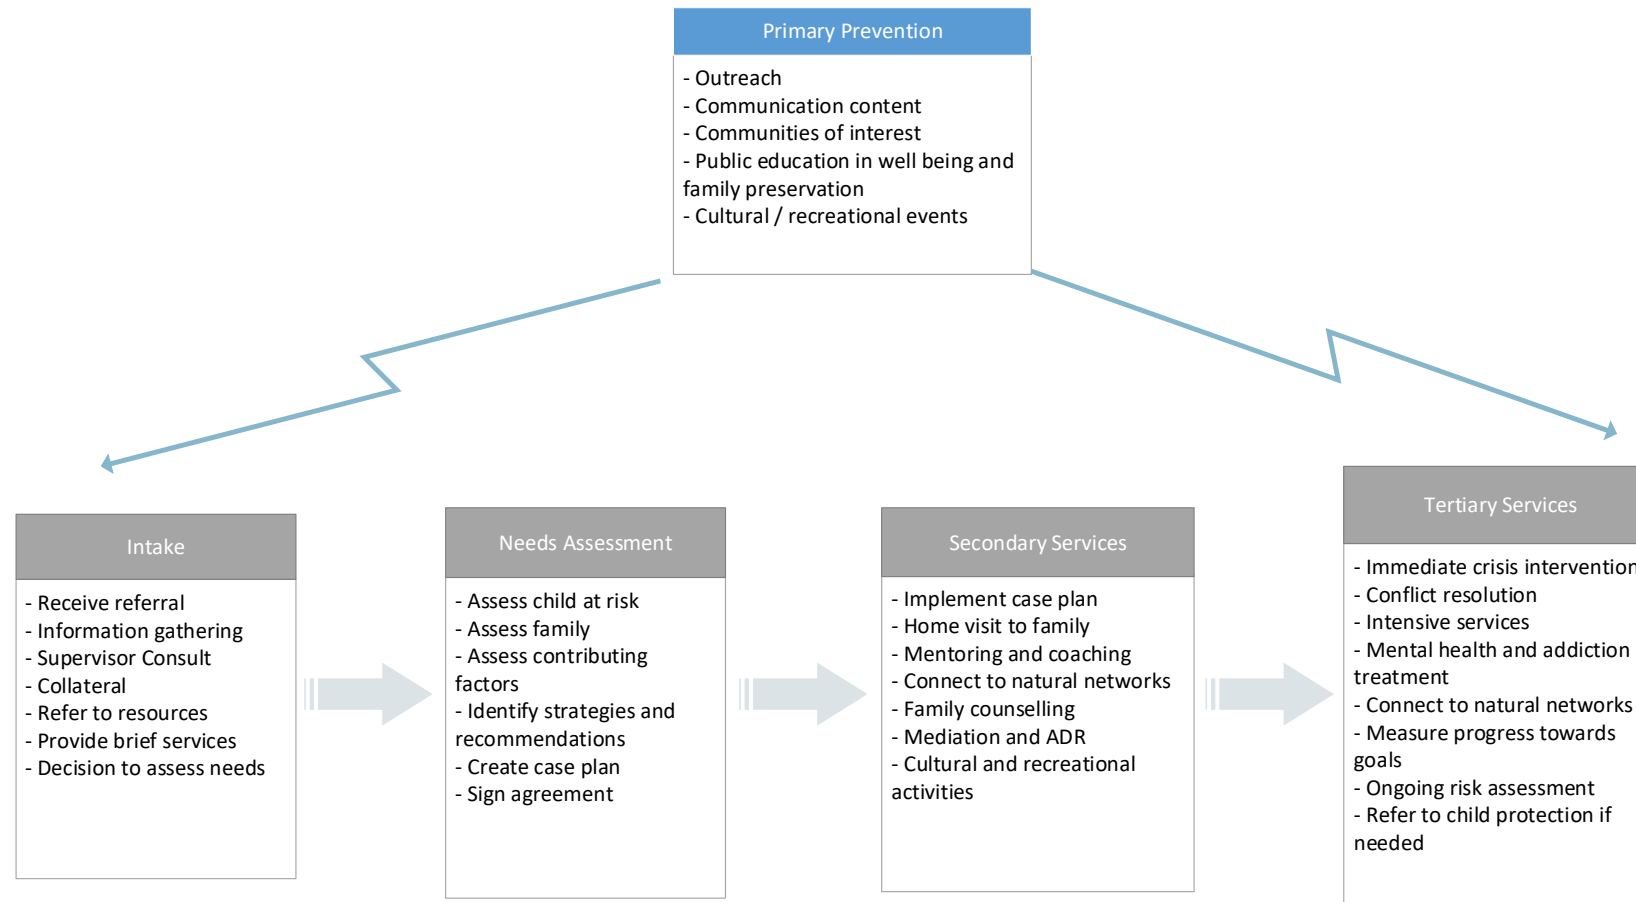 Primary Prevention
- Outreach
- Communication content
- Communities of interest
- Public education in well being and
family preservation
- Cultural / recreational events
Intake
- Receive referral
- Information gathering
- Supervisor Consult
- Collateral
- Refer to resources
- Provide brief services
- Decision to assess needs
Needs Assessment
- Assess child at risk
- Assess family
- Assess contributing
factors
- Identify strategies and
recommendations
- Create case plan
- Sign agreement
Secondary Services
- Implement case plan
- Home visit to family
- Mentoring and coaching
- Connect to natural networks
- Family counselling
- Mediation and ADR
- Cultural and recreational
activities
Tertiary Services
- Immediate crisis intervention
- Conflict resolution
- Intensive services
- Mental health and addiction
treatment
- Connect to natural networks
- Measure progress towards
goals
- Ongoing risk assessment
- Refer to child protection if
needed